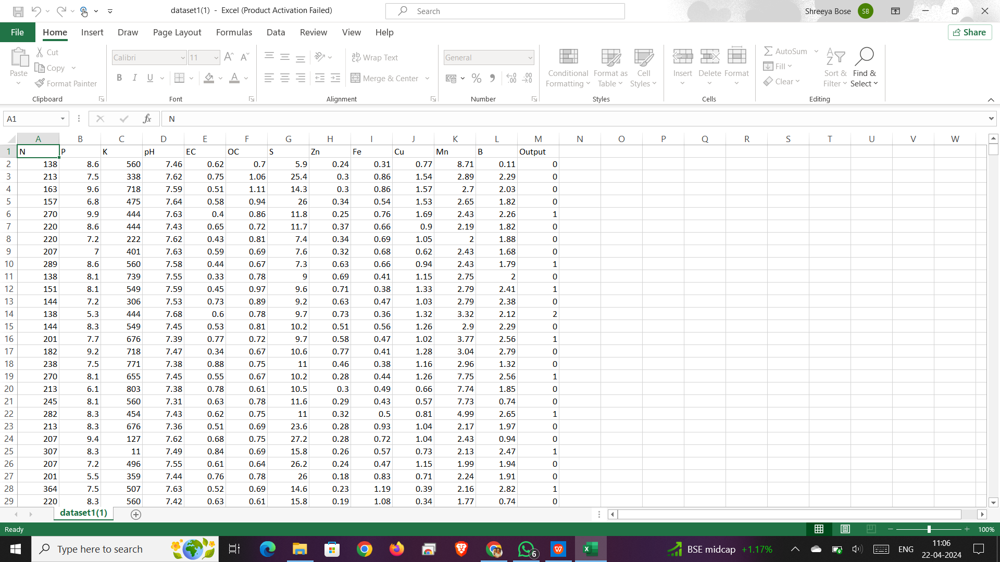 dataset1(1) - Excel (Product Activation Failed)
Search
Shreeya Bose SB
File Home Insert Draw Page Layout Formulas Data Review View Help Share
Paste Cut Copy Format Painter Clipboard
Calibri 11 B I U Font
Wrap Text Merge & Center Alignment
General % Number
Conditional Formatting Format as Table Cell Styles Styles
Insert Delete Format Cells
AutoSum Fill Clear Sort & Filter Find & Select Editing
A1 fx N
A B C D E F G H I J K L M N O P Q R S T U V W
1 N P K pH EC OC S Zn Fe Cu Mn B Output
2 138 8.6 560 7.46 0.62 0.7 5.9 0.24 0.31 0.77 8.71 0.11 0
3 213 7.5 338 7.62 0.75 1.06 25.4 0.3 0.86 1.54 2.89 2.29 0
4 163 9.6 718 7.59 0.51 1.11 14.3 0.3 0.86 1.57 2.7 2.03 0
5 157 6.8 475 7.64 0.58 0.94 26 0.34 0.54 1.53 2.65 1.82 0
6 270 9.9 444 7.63 0.4 0.86 11.8 0.25 0.76 1.69 2.43 2.26 1
7 220 8.6 444 7.43 0.65 0.72 11.7 0.37 0.66 0.9 2.19 1.82 0
8 220 7.2 222 7.62 0.43 0.81 7.4 0.34 0.69 1.05 2 1.88 0
9 207 7 401 7.63 0.59 0.69 7.6 0.32 0.68 0.62 2.43 1.68 0
10 289 8.6 560 7.58 0.44 0.67 7.3 0.63 0.66 0.94 2.43 1.79 1
11 138 8.1 739 7.55 0.33 0.78 9 0.69 0.41 1.15 2.75 2 0
12 151 8.1 549 7.59 0.45 0.97 9.6 0.71 0.38 1.33 2.79 2.41 1
13 144 7.2 306 7.53 0.73 0.89 9.2 0.63 0.47 1.03 2.79 2.38 0
14 138 5.3 444 7.68 0.6 0.78 9.7 0.73 0.36 1.32 3.32 2.12 2
15 144 8.3 549 7.45 0.53 0.81 10.2 0.51 0.56 1.26 2.9 2.29 0
16 201 7.7 676 7.39 0.77 0.72 9.7 0.58 0.47 1.02 3.77 2.56 1
17 182 9.2 718 7.47 0.34 0.67 10.6 0.77 0.41 1.28 3.04 2.79 0
18 238 7.5 771 7.38 0.88 0.75 11 0.46 0.38 1.16 2.96 1.32 0
19 270 8.1 655 7.45 0.55 0.67 10.2 0.28 0.44 1.26 7.75 2.56 1
20 213 6.1 803 7.38 0.78 0.61 10.5 0.3 0.49 0.66 7.74 1.85 0
21 245 8.1 560 7.31 0.63 0.78 11.6 0.29 0.43 0.57 7.73 0.74 0
22 282 8.3 454 7.43 0.62 0.75 11 0.32 0.5 0.81 4.99 2.65 1
23 213 8.3 676 7.36 0.51 0.69 23.6 0.28 0.93 1.04 2.17 1.97 0
24 207 9.4 127 7.62 0.68 0.75 27.2 0.28 0.72 1.04 2.43 0.94 0
25 307 8.3 11 7.49 0.84 0.69 15.8 0.26 0.57 0.73 2.13 2.47 1
26 207 7.2 496 7.55 0.61 0.64 26.2 0.24 0.47 1.15 1.99 1.94 0
27 201 5.5 359 7.44 0.76 0.78 26 0.18 0.83 0.71 2.24 1.91 0
28 364 7.5 507 7.63 0.52 0.69 14.6 0.23 1.19 0.39 2.16 2.82 1
29 220 8.3 560 7.42 0.63 0.61 15.8 0.19 1.08 0.34 1.77 0.74 0
dataset1(1)
Ready 100%
Type here to search
6
BSE midcap +1.17%
ENG
11:06
22-04-2024